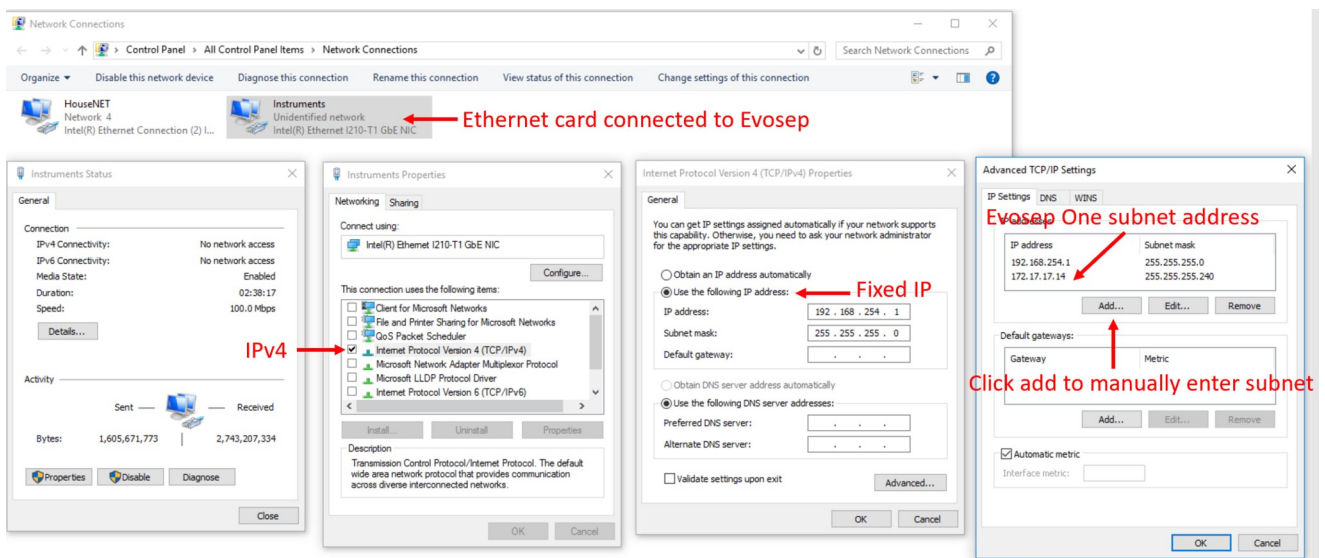 Network Connections
Control Panel > All Control Panel Items > Network Connections
Search Network Connections
Organize
Disable this network device
Diagnose this connection
Rename this connection
View status of this connection
Change settings of this connection
HouseNET
Network 4
Intel(R) Ethernet Connection (2) I...
Instruments
Unidentified network
Intel(R) Ethernet I210-T1 GbE NIC
Ethernet card connected to Evosep
Instruments Status
General
Connection
IPv4 Connectivity: No network access
IPv6 Connectivity: No network access
Media State: Enabled
Duration: 02:38:17
Speed: 100.0 Mbps
Details...
Activity
Sent — — Received
Bytes: 1,605,671,773 | 2,743,207,334
Properties
Disable
Diagnose
Close
IPv4
Instruments Properties
Networking
Sharing
Connect using:
Intel(R) Ethernet I210-T1 GbE NIC
Configure...
This connection uses the following items:
Client for Microsoft Networks
File and Printer Sharing for Microsoft Networks
QoS Packet Scheduler
Internet Protocol Version 4 (TCP/IPv4)
Microsoft Network Adapter Multiplexor Protocol
Microsoft LLDP Protocol Driver
Internet Protocol Version 6 (TCP/IPv6)
Install...
Uninstall
Properties
Description
Transmission Control Protocol/Internet Protocol. The default
wide area network protocol that provides communication
across diverse interconnected networks.
OK
Cancel
Internet Protocol Version 4 (TCP/IPv4) Properties
General
You can get IP settings assigned automatically if your network supports
this capability. Otherwise, you need to ask your network administrator
for the appropriate IP settings.
Obtain an IP address automatically
Use the following IP address:
Fixed IP
IP address: 192 . 168 . 254 . 1
Subnet mask: 255 . 255 . 255 . 0
Default gateway: . . .
Obtain DNS server address automatically
Use the following DNS server addresses:
Preferred DNS server: . . .
Alternate DNS server: . . .
Validate settings upon exit
Advanced...
OK
Cancel
Advanced TCP/IP Settings
IP Settings
DNS
WINS
Evosep One subnet address
IP addresses
IP address Subnet mask
192.168.254.1 255.255.255.0
172.17.17.14 255.255.255.240
Add...
Edit...
Remove
Default gateways:
Gateway Metric
Click add to manually enter subnet
Add...
Edit...
Remove
Automatic metric
Interface metric:
OK
Cancel